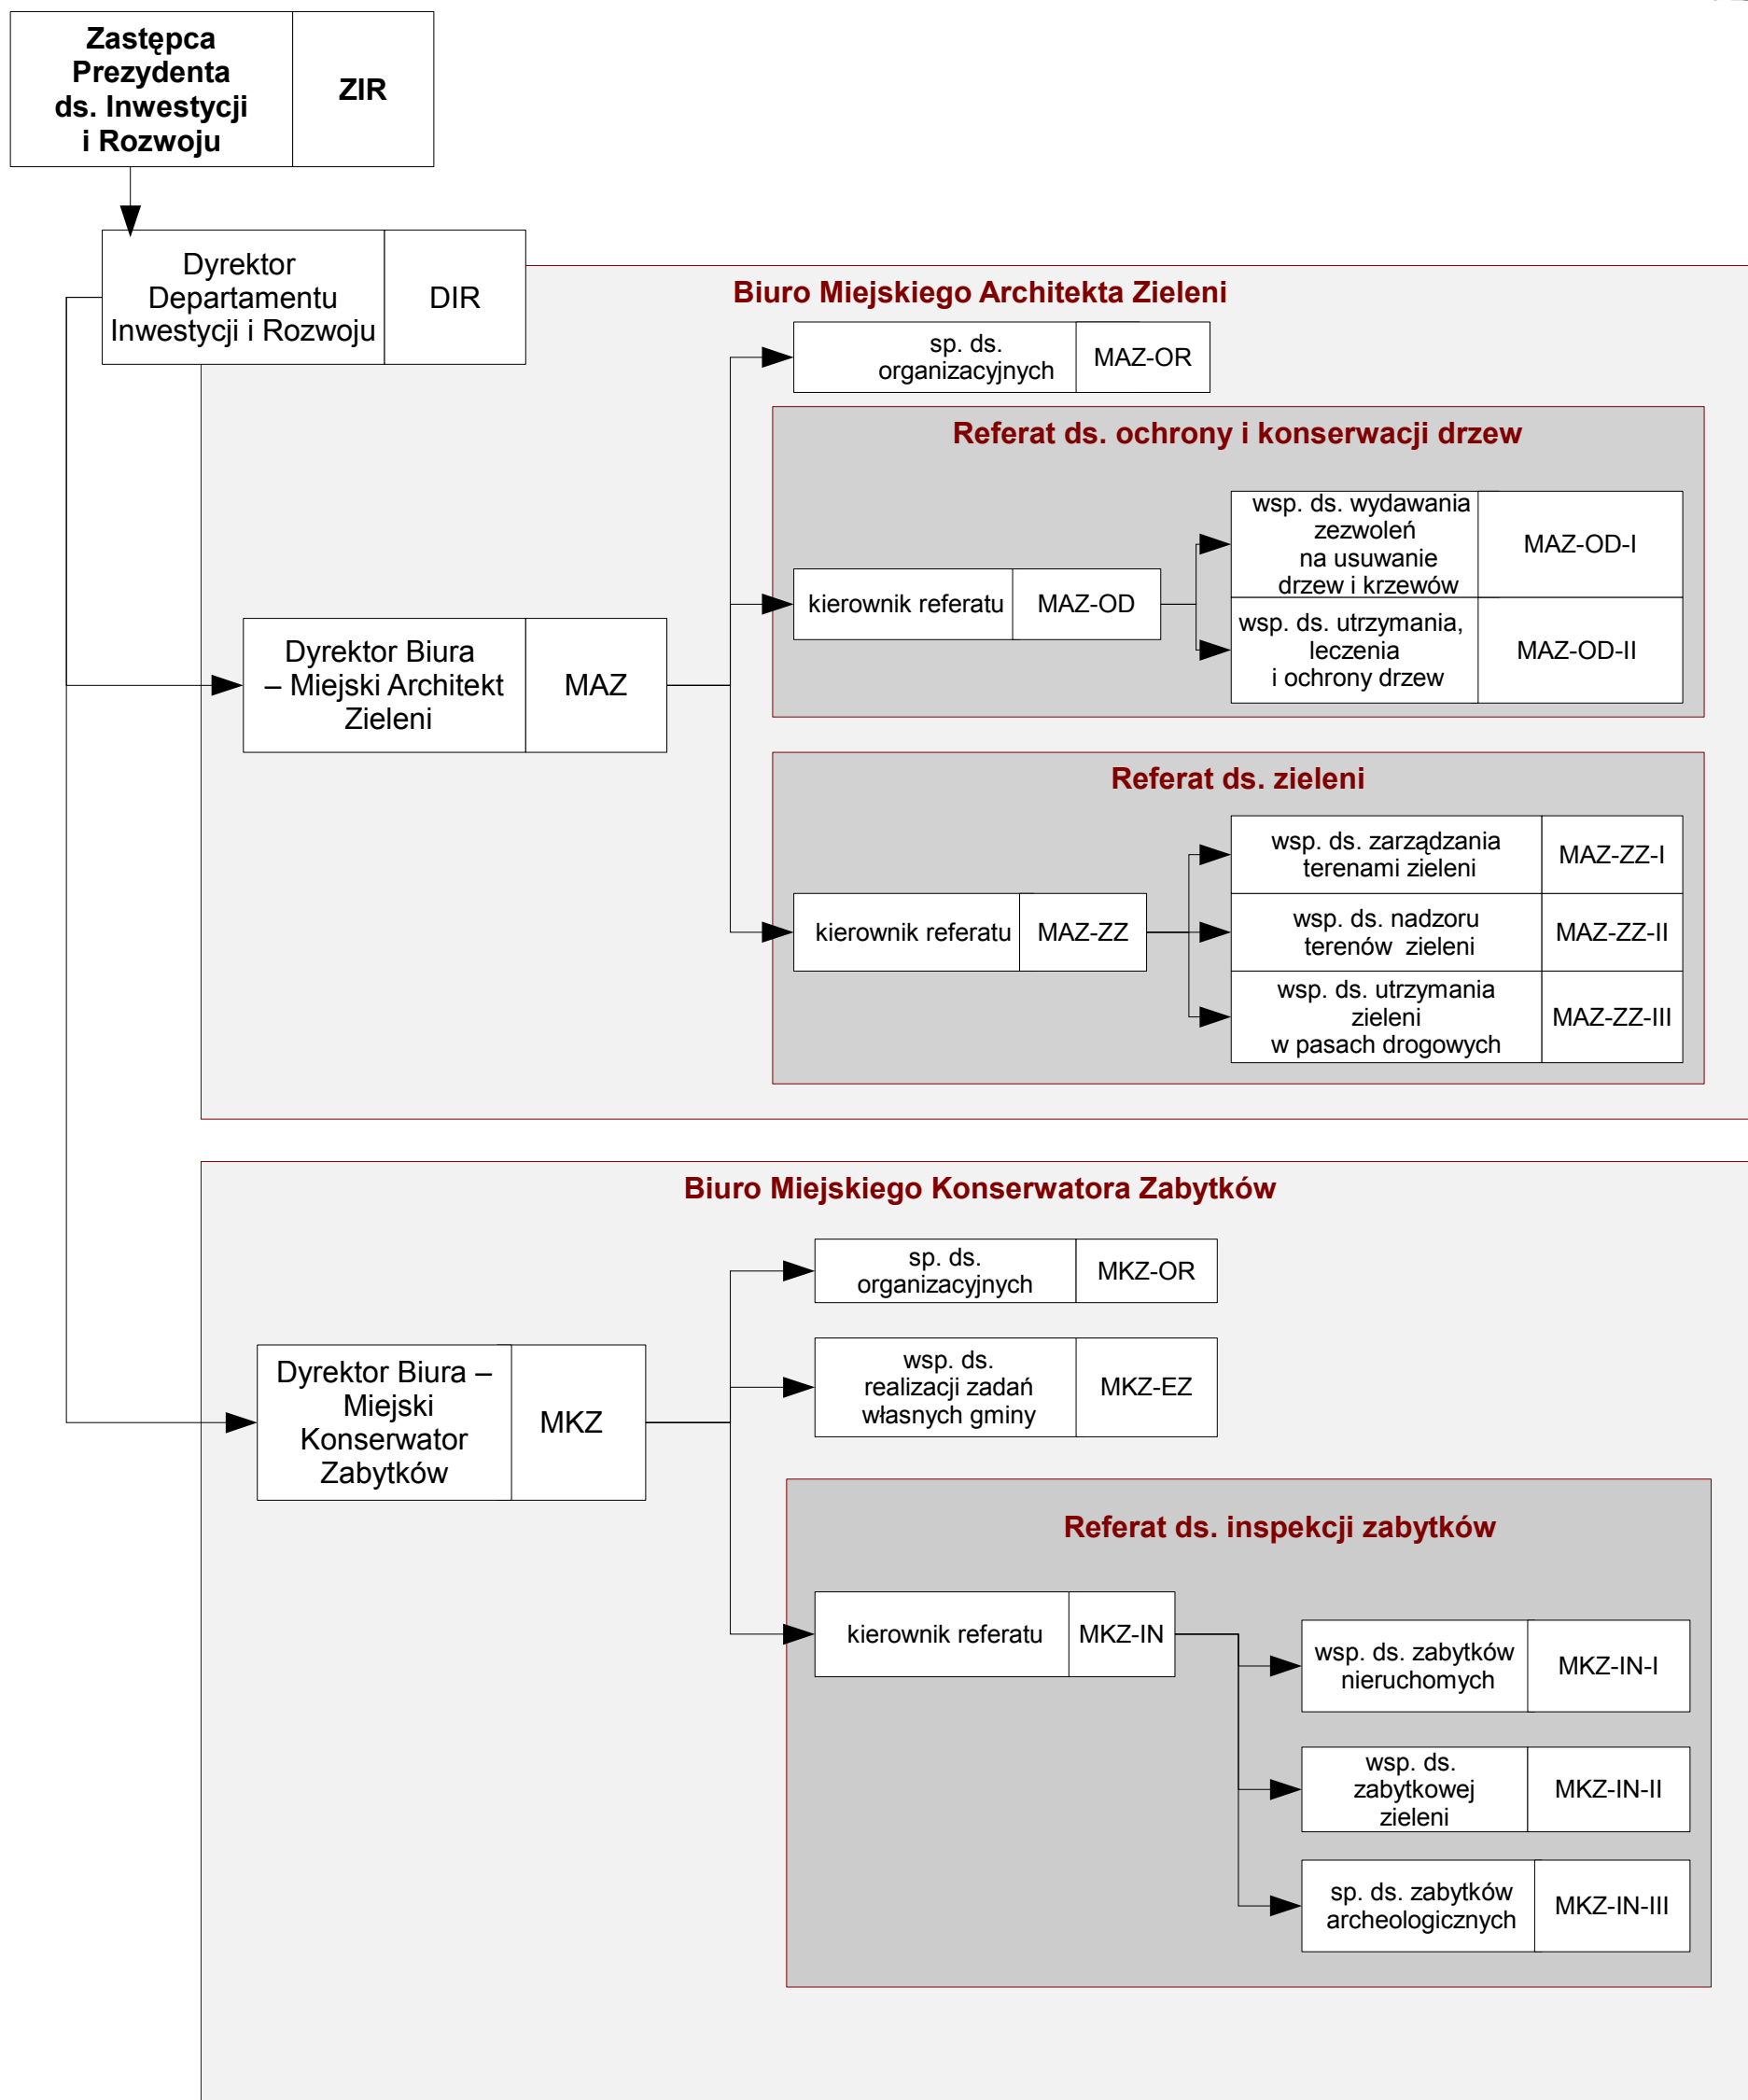 Zastępca
Prezydenta
ds. Inwestycji
i Rozwoju
ZIR
Dyrektor
Departamentu
Inwestycji i Rozwoju
DIR
Biuro Miejskiego Architekta Zieleni
sp. ds.
organizacyjnych
MAZ-OR
Referat ds. ochrony i konserwacji drzew
wsp. ds. wydawania
zezwoleń
na usuwanie
drzew i krzewów
MAZ-OD-I
kierownik referatu
MAZ-OD
wsp. ds. utrzymania,
leczenia
i ochrony drzew
MAZ-OD-II
Dyrektor Biura
– Miejski Architekt
Zieleni
MAZ
Referat ds. zieleni
wsp. ds. zarządzania
terenami zieleni
MAZ-ZZ-I
kierownik referatu
MAZ-ZZ
wsp. ds. nadzoru
terenów  zieleni
MAZ-ZZ-II
wsp. ds. utrzymania
zieleni
w pasach drogowych
MAZ-ZZ-III
Biuro Miejskiego Konserwatora Zabytków
sp. ds.
organizacyjnych
MKZ-OR
wsp. ds.
realizacji zadań
własnych gminy
MKZ-EZ
Dyrektor Biura –
Miejski
Konserwator
Zabytków
MKZ
Referat ds. inspekcji zabytków
kierownik referatu
MKZ-IN
wsp. ds. zabytków
nieruchomych
MKZ-IN-I
wsp. ds.
zabytkowej
zieleni
MKZ-IN-II
sp. ds. zabytków
archeologicznych
MKZ-IN-III